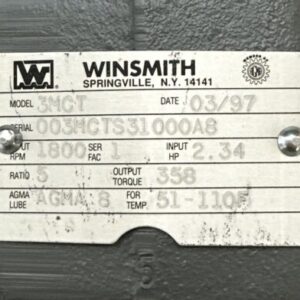 WINSMITH
SPRINGVILLE, N.Y. 14141
MODEL 3MCT DATE 03/97
SERIAL 003MCTS31000A8
INPUT RPM 1800 SER FAC 1 INPUT HP 2.34
RATIO 5 OUTPUT TORQUE 358
AGMA LUBE AGMA 8 FOR TEMP. 51-110F
5